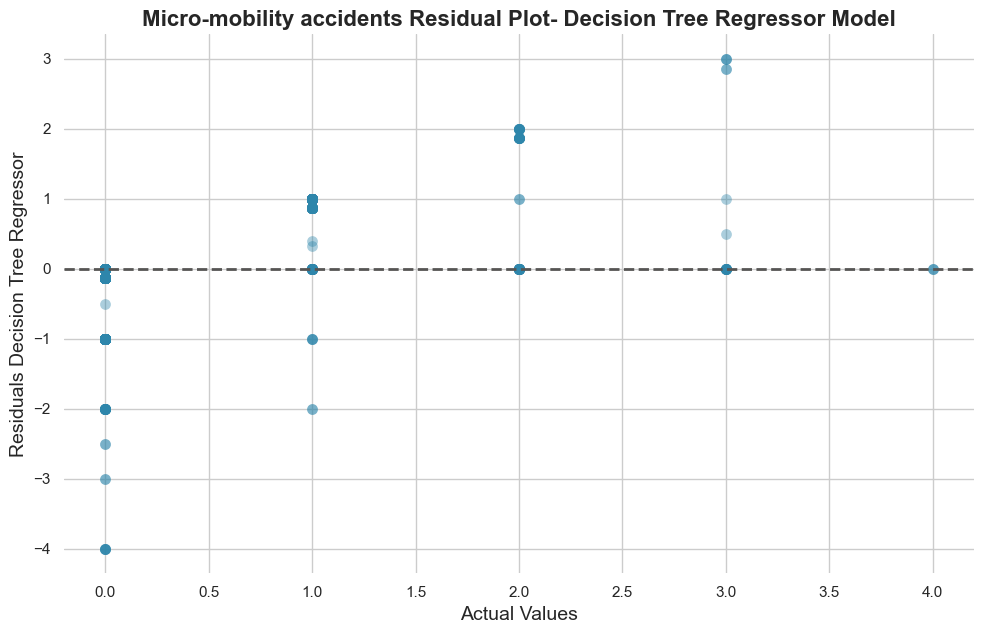 Micro-mobility accidents Residual Plot- Decision Tree Regressor Model
Residuals Decision Tree Regressor
3
2
1
0
−1
−2
−3
−4
0.0 0.5 1.0 1.5 2.0 2.5 3.0 3.5 4.0
Actual Values